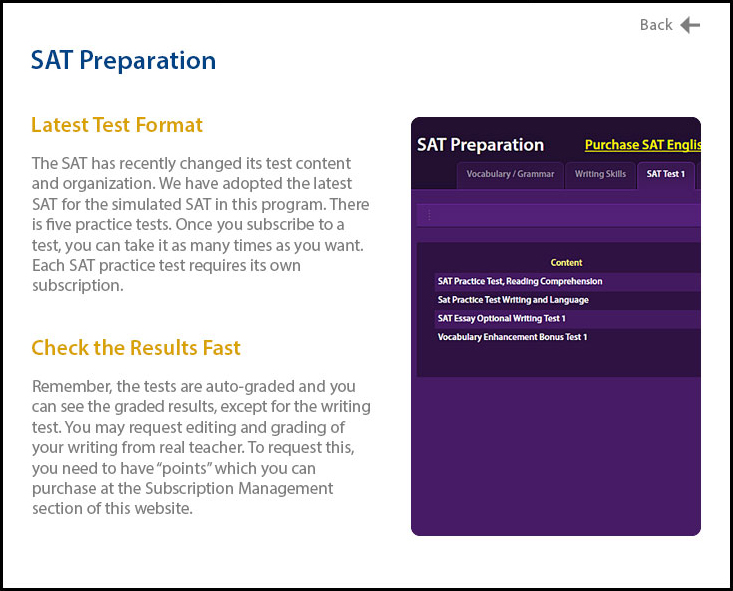 Back
SAT Preparation
Latest Test Format
The SAT has recently changed its test content
and organization. We have adopted the latest
SAT for the simulated SAT in this program. There
is five practice tests. Once you subscribe to a
test, you can take it as many times as you want.
Each SAT practice test requires its own
subscription.
Check the Results Fast
Remember, the tests are auto-graded and you
can see the graded results, except for the writing
test. You may request editing and grading of
your writing from real teacher. To request this,
you need to have “points” which you can
purchase at the Subscription Management
section of this website.
SAT Preparation
Purchase SAT Englis
Vocabulary / Grammar
Writing Skills
SAT Test 1
Content
SAT Practice Test, Reading Comprehension
Sat Practice Test Writing and Language
SAT Essay Optional Writing Test 1
Vocabulary Enhancement Bonus Test 1